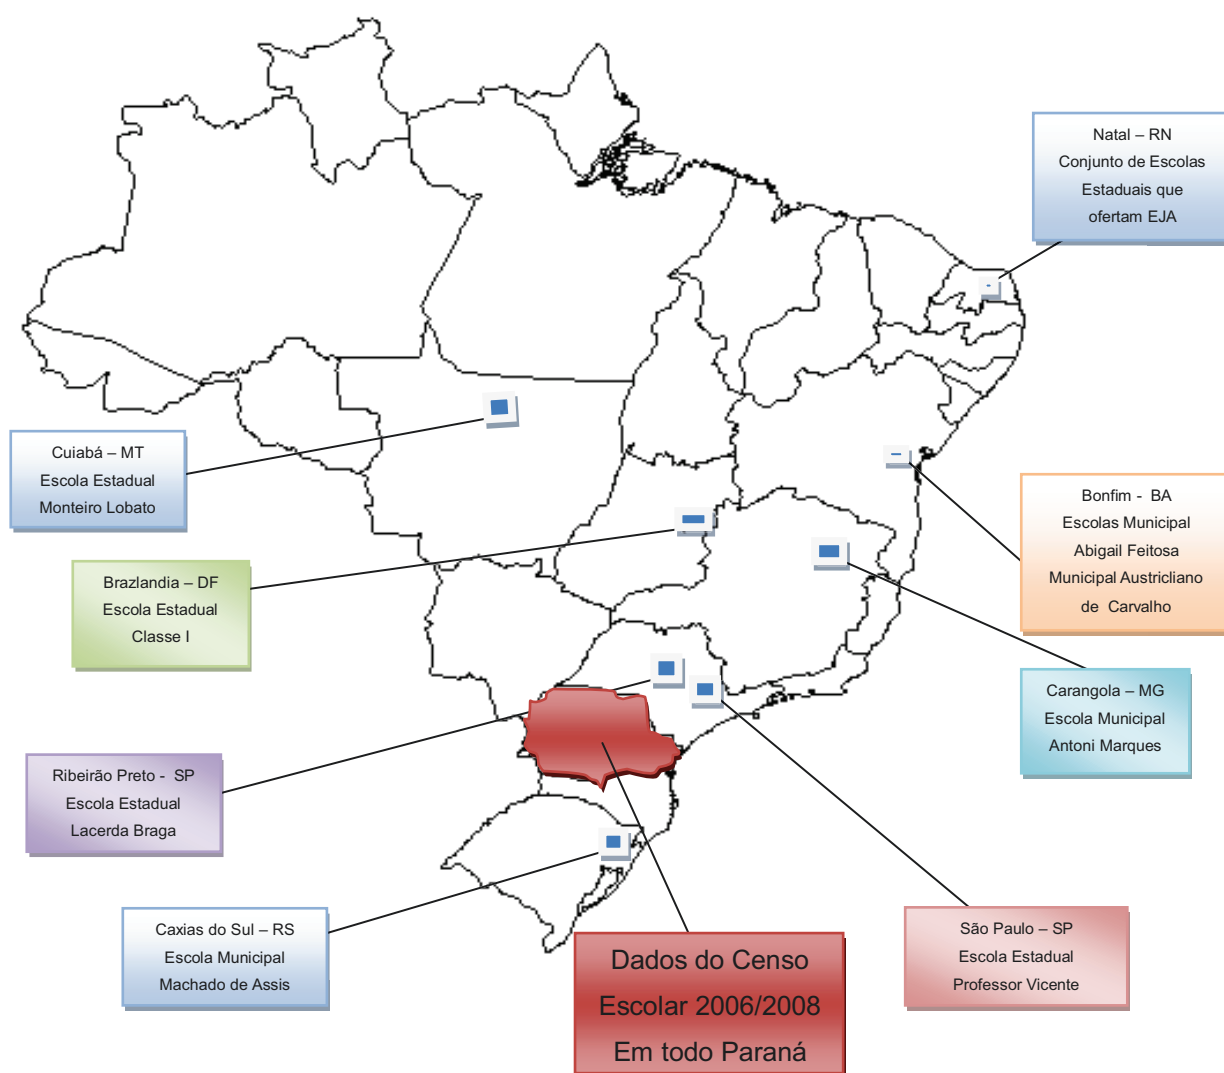 Natal – RN
Conjunto de Escolas
Estaduais que
ofertam EJA
Cuiabá – MT
Escola Estadual
Monteiro Lobato
Bonfim - BA
Escolas Municipal
Abigail Feitosa
Municipal Austricliano
de Carvalho
Brazlandia – DF
Escola Estadual
Classe I
Carangola – MG
Escola Municipal
Antoni Marques
Ribeirão Preto - SP
Escola Estadual
Lacerda Braga
Caxias do Sul – RS
Escola Municipal
Machado de Assis
São Paulo – SP
Escola Estadual
Professor Vicente
Dados do Censo
Escolar 2006/2008
Em todo Paraná